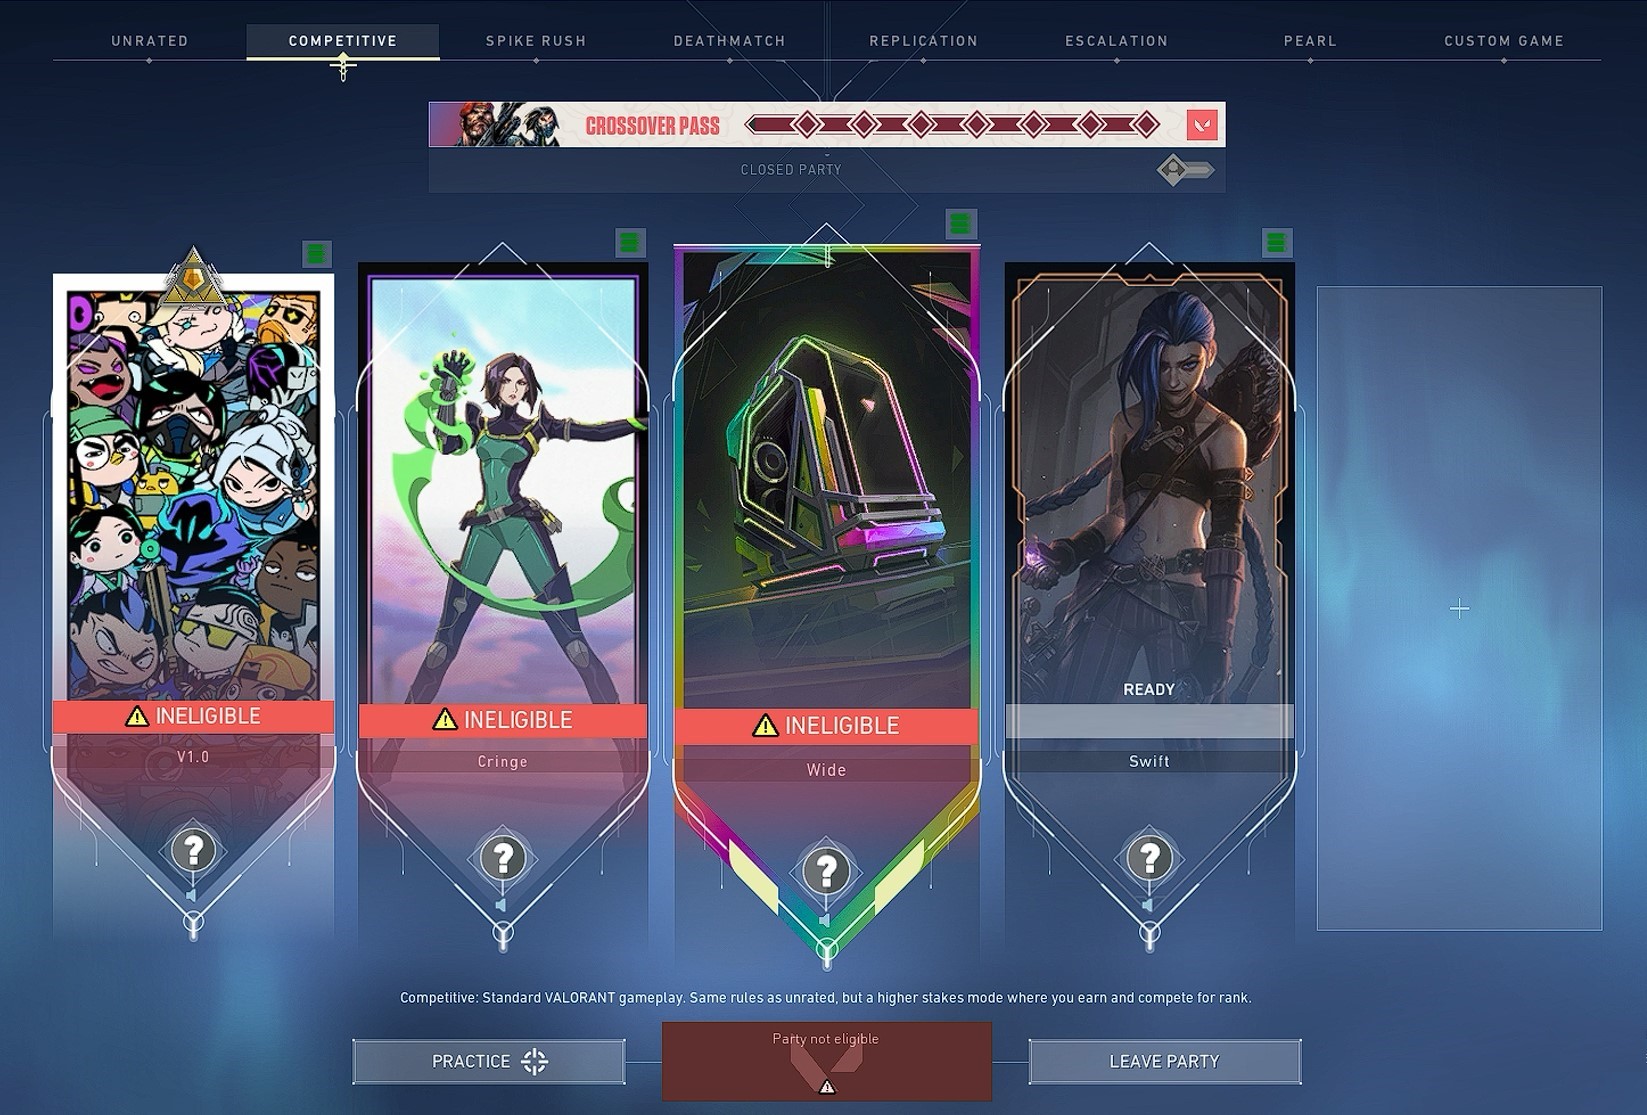 UNRATED
COMPETITIVE
SPIKE RUSH
DEATHMATCH
REPLICATION
ESCALATION
PEARL
CUSTOM GAME
CROSSOVER PASS
CLOSED PARTY
READY
INELIGIBLE
INELIGIBLE
INELIGIBLE
V1.0
Cringe
Wide
Swift
?
?
?
?
Competitive: Standard VALORANT gameplay. Same rules as unrated, but a higher stakes mode where you earn and compete for rank.
Party not eligible
PRACTICE
LEAVE PARTY